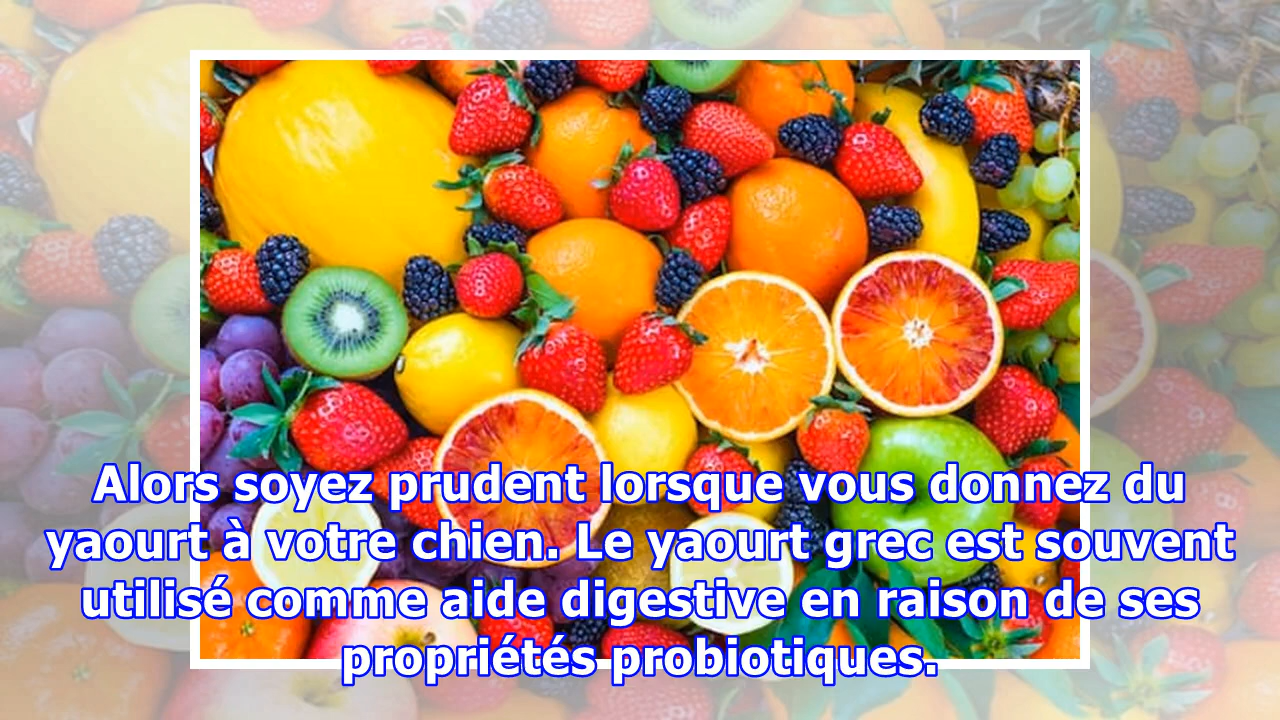 Alors soyez prudent lorsque vous donnez du
yaourt à votre chien. Le yaourt grec est souvent
utilisé comme aide digestive en raison de ses
propriétés probiotiques.